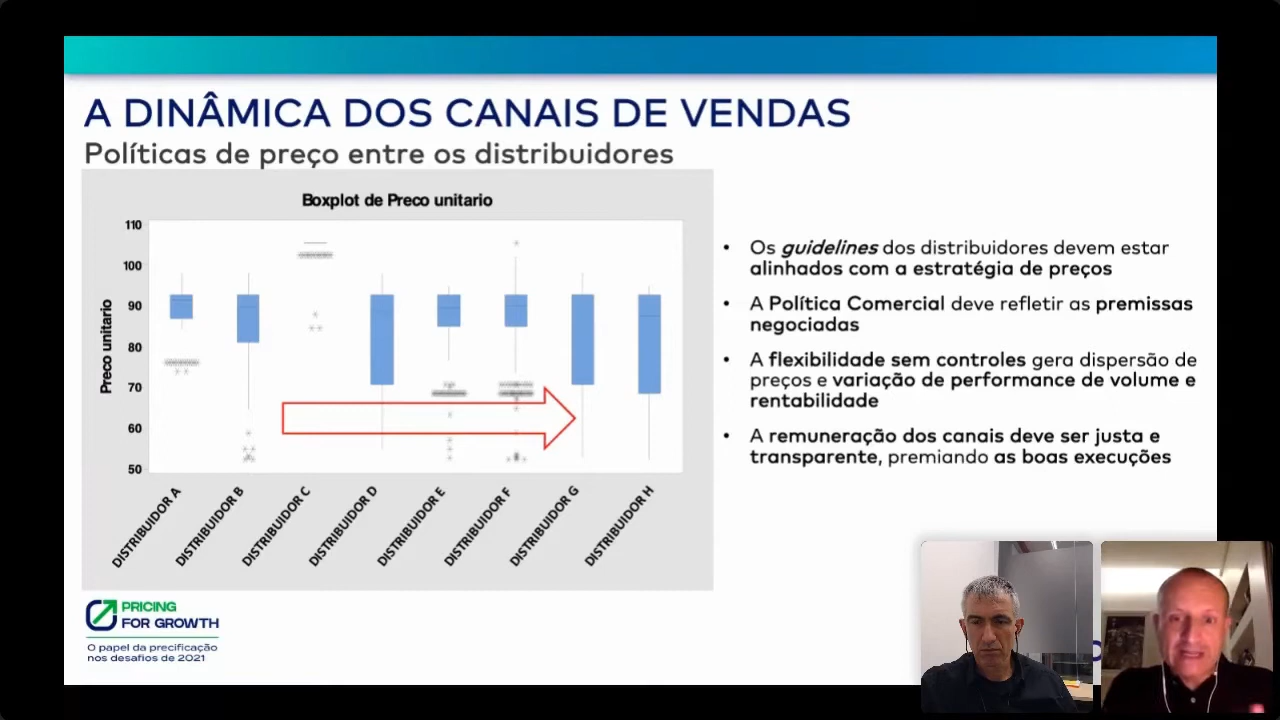 A DINÂMICA DOS CANAIS DE VENDAS
Políticas de preço entre os distribuidores
Boxplot de Preco unitario
110
100
90
80
70
60
50
Preco unitario
DISTRIBUIDOR A
DISTRIBUIDOR B
DISTRIBUIDOR C
DISTRIBUIDOR D
DISTRIBUIDOR E
DISTRIBUIDOR F
DISTRIBUIDOR G
DISTRIBUIDOR H
• Os guidelines dos distribuidores devem estar
alinhados com a estratégia de preços
• A Política Comercial deve refletir as premissas
negociadas
• A flexibilidade sem controles gera dispersão de
preços e variação de performance de volume e
rentabilidade
• A remuneração dos canais deve ser justa e
transparente, premiando as boas execuções
PRICING
FOR GROWTH
O papel da precificação
nos desafios de 2021